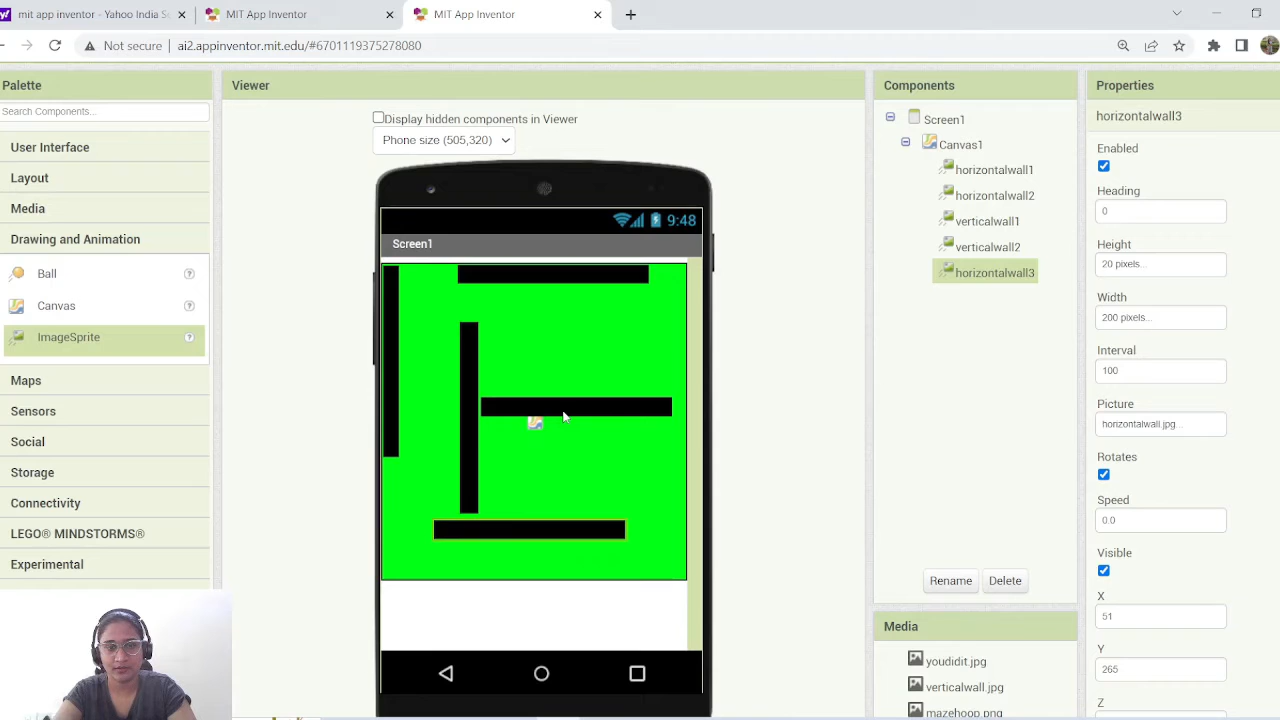 mit app inventor - Yahoo India S
MIT App Inventor
MIT App Inventor
Not secure
ai2.appinventor.mit.edu/#6701119375278080
Palette
Search Components...
User Interface
Layout
Media
Drawing and Animation
Ball
Canvas
ImageSprite
Maps
Sensors
Social
Storage
Connectivity
LEGO® MINDSTORMS®
Experimental
Viewer
Display hidden components in Viewer
Phone size (505,320)
9:48
Screen1
Components
Screen1
Canvas1
horizontalwall1
horizontalwall2
verticalwall1
verticalwall2
horizontalwall3
Rename
Delete
Media
youdidit.jpg
verticalwall.jpg
mazehoop.png
Properties
horizontalwall3
Enabled
Heading
0
Height
20 pixels...
Width
200 pixels...
Interval
100
Picture
horizontalwall.jpg...
Rotates
Speed
0.0
Visible
X
51
Y
265
Z